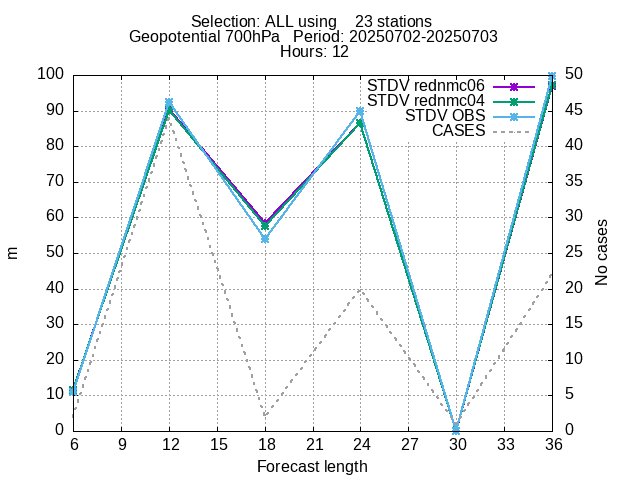 Selection: ALL using    23 stations
Geopotential 700hPa   Period: 20250702-20250703
Hours: 12
100 50
STDV rednmc06
STDV rednmc04
STDV OBS
CASES
90 45
80 40
70 35
60 30
50 25
40 20
30 15
20 10
10 5
0 0
m
No cases
6 9 12 15 18 21 24 27 30 33 36
Forecast length